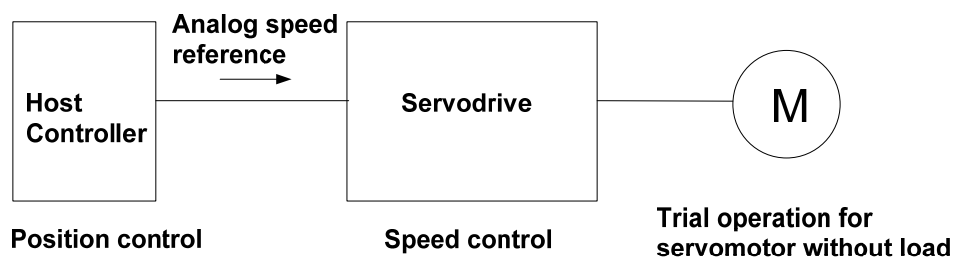 Analog speed
reference
Host
Controller
Servodrive
M
Position control
Speed control
Trial operation for
servomotor without load